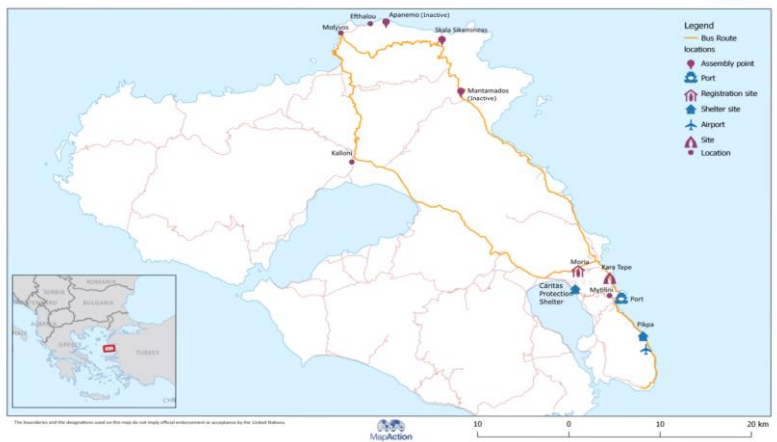 Efthalou
Apanemo (Inactive)
Molyvos
Skala Sikemineas
Mantamados
(Inactive)
Kalloni
Moria
Kara Tepe
Caritas
Protection
Shelter
Mytilini
Port
Pikpa
Legend
Bus Route
locations
Assembly point
Port
Registration site
Shelter site
Airport
Site
Location
ROMANIA
SERBIA
BULGARIA
GREECE
TURKEY
The boundaries and the designations used on this map do not imply official endorsement or acceptance by the United Nations.
MapAction
10 0 10 20 km